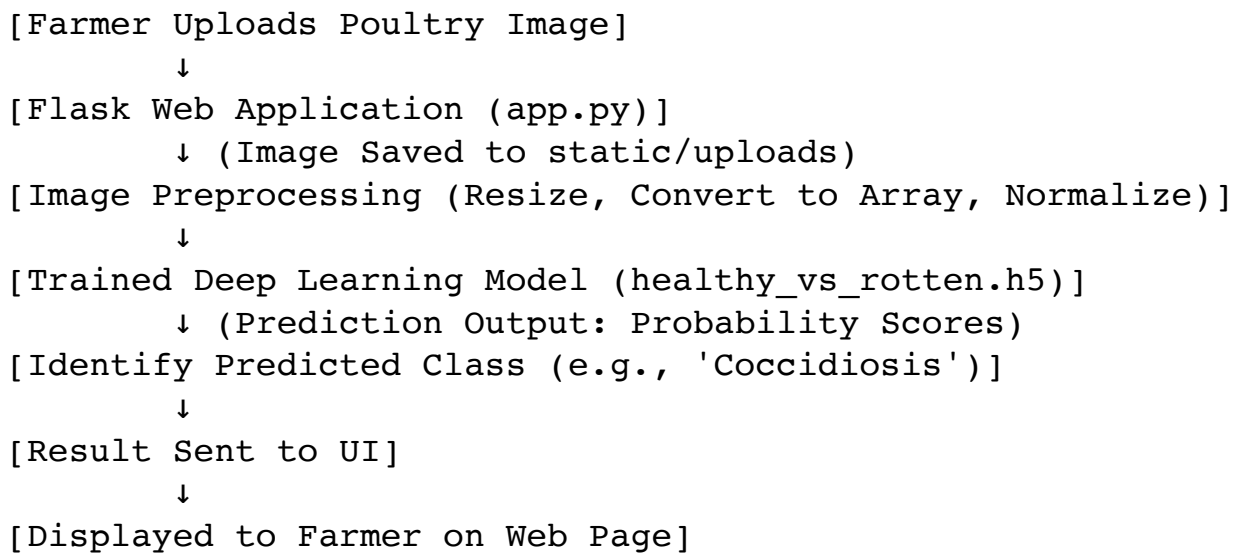 [Farmer Uploads Poultry Image]
↓
[Flask Web Application (app.py)]
↓ (Image Saved to static/uploads)
[Image Preprocessing (Resize, Convert to Array, Normalize)]
↓
[Trained Deep Learning Model (healthy_vs_rotten.h5)]
↓ (Prediction Output: Probability Scores)
[Identify Predicted Class (e.g., 'Coccidiosis')]
↓
[Result Sent to UI]
↓
[Displayed to Farmer on Web Page]